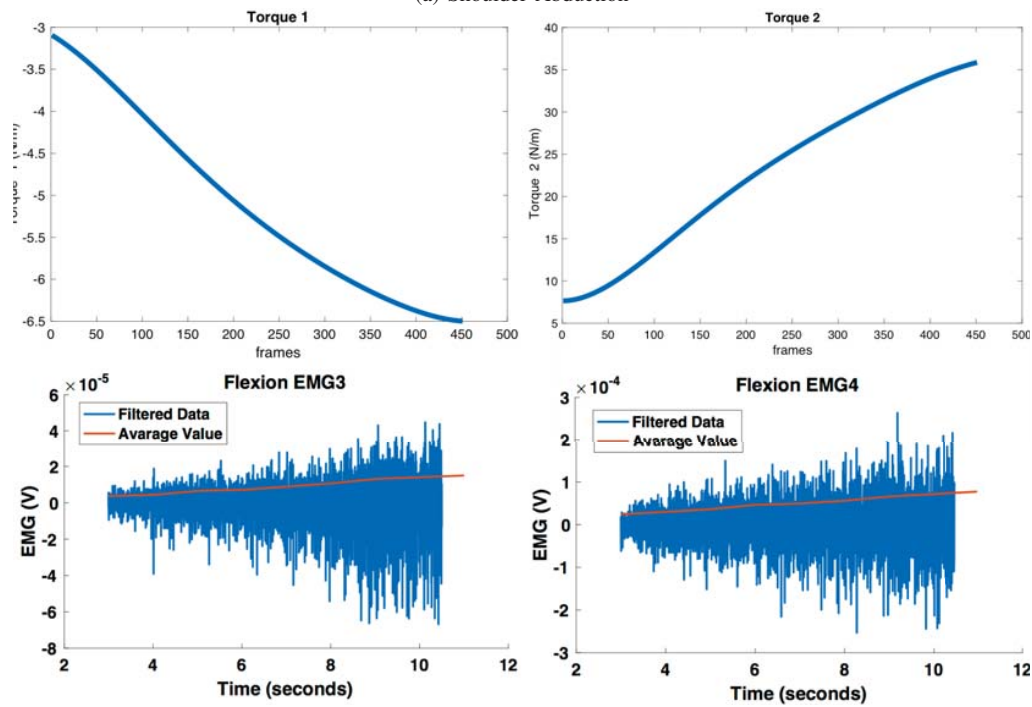 (a) Shoulder Abduction
Torque 1
-3
-3.5
-4
-4.5
-5
-5.5
-6
-6.5
0 50 100 150 200 250 300 350 400 450 500
frames
Torque 2
Torque 2 (N/m)
40
35
30
25
20
15
10
5
0 50 100 150 200 250 300 350 400 450 500
frames
Flexion EMG3
×10-5
EMG (V)
6
4
2
0
-2
-4
-6
-8
Filtered Data
Avarage Value
2 4 6 8 10 12
Time (seconds)
Flexion EMG4
×10-4
EMG (V)
3
2
1
0
-1
-2
-3
Filtered Data
Avarage Value
2 4 6 8 10 12
Time (seconds)